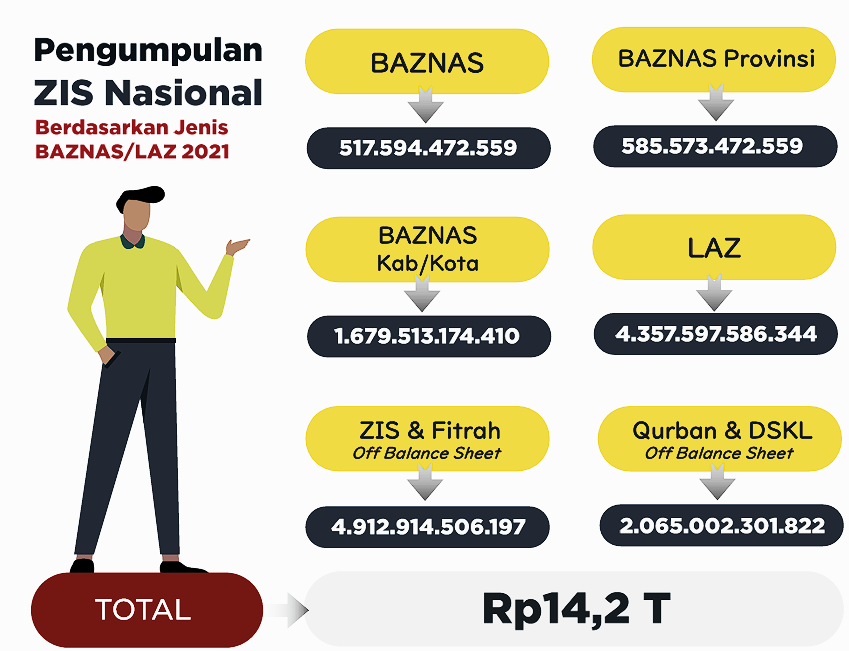 Pengumpulan
ZIS Nasional
Berdasarkan Jenis
BAZNAS/LAZ 2021
BAZNAS
517.594.472.559
BAZNAS Provinsi
585.573.472.559
BAZNAS
Kab/Kota
1.679.513.174.410
LAZ
4.357.597.586.344
ZIS & Fitrah
Off Balance Sheet
4.912.914.506.197
Qurban & DSKL
Off Balance Sheet
2.065.002.301.822
TOTAL
Rp14,2 T